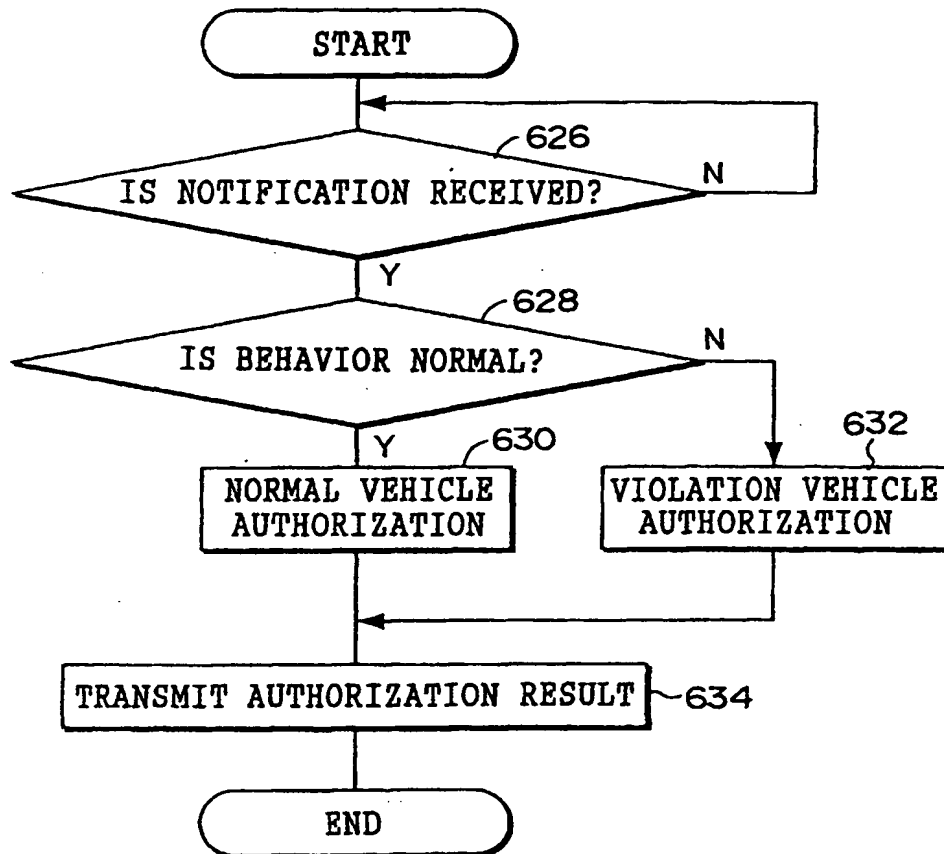 START
626
IS NOTIFICATION RECEIVED?
N
Y
628
IS BEHAVIOR NORMAL?
N
Y
630
632
NORMAL VEHICLE
AUTHORIZATION
VIOLATION VEHICLE
AUTHORIZATION
TRANSMIT AUTHORIZATION RESULT
634
END